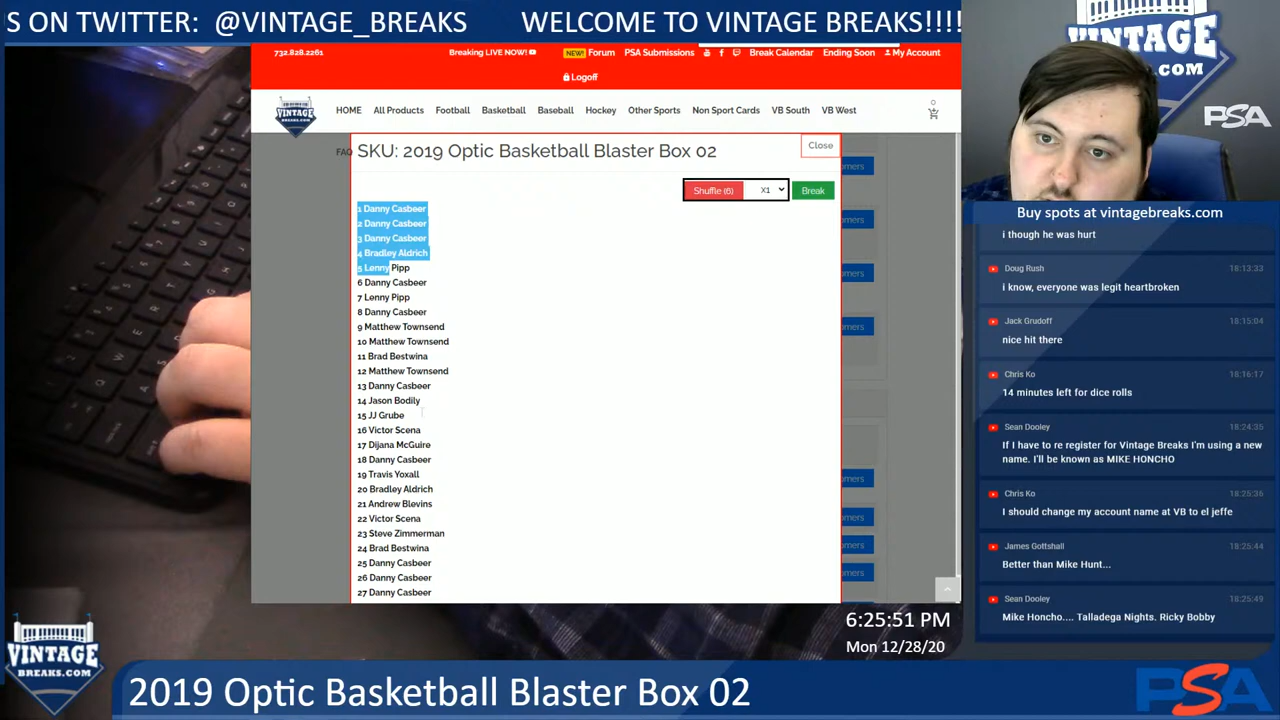 S ON TWITTER: @VINTAGE_BREAKS WELCOME TO VINTAGE BREAKS!!!!
732.828.2261
Breaking LIVE NOW!
NEW! Forum
PSA Submissions
Break Calendar
Ending Soon
My Account
Logoff
VINTAGE
BREAKS.COM
HOME
All Products
Football
Basketball
Baseball
Hockey
Other Sports
Non Sport Cards
VB South
VB West
0
FAQ
SKU: 2019 Optic Basketball Blaster Box 02
Close
Shuffle (6)
X1
Break
1 Danny Casbeer
2 Danny Casbeer
3 Danny Casbeer
4 Bradley Aldrich
5 Lenny Pipp
6 Danny Casbeer
7 Lenny Pipp
8 Danny Casbeer
9 Matthew Townsend
10 Matthew Townsend
11 Brad Bestwina
12 Matthew Townsend
13 Danny Casbeer
14 Jason Bodily
15 JJ Grube
16 Victor Scena
17 Dijana McGuire
18 Danny Casbeer
19 Travis Yoxall
20 Bradley Aldrich
21 Andrew Blevins
22 Victor Scena
23 Steve Zimmerman
24 Brad Bestwina
25 Danny Casbeer
26 Danny Casbeer
27 Danny Casbeer
omers
omers
omers
omers
omers
omers
omers
omers
VINTAGE
.COM
PSA
Buy spots at vintagebreaks.com
i though he was hurt
Doug Rush 18:13:33
i know, everyone was legit heartbroken
Jack Grudoff 18:15:04
nice hit there
Chris Ko 18:16:17
14 minutes left for dice rolls
Sean Dooley 18:24:35
If I have to re register for Vintage Breaks I'm using a new
name. I'll be known as MIKE HONCHO
Chris Ko 18:25:36
I should change my account name at VB to el jeffe
James Gottshall 18:25:44
Better than Mike Hunt...
Sean Dooley 18:25:49
Mike Honcho.... Talladega Nights. Ricky Bobby
6:25:51 PM
Mon 12/28/20
VINTAGE
BREAKS.COM
2019 Optic Basketball Blaster Box 02
PSA